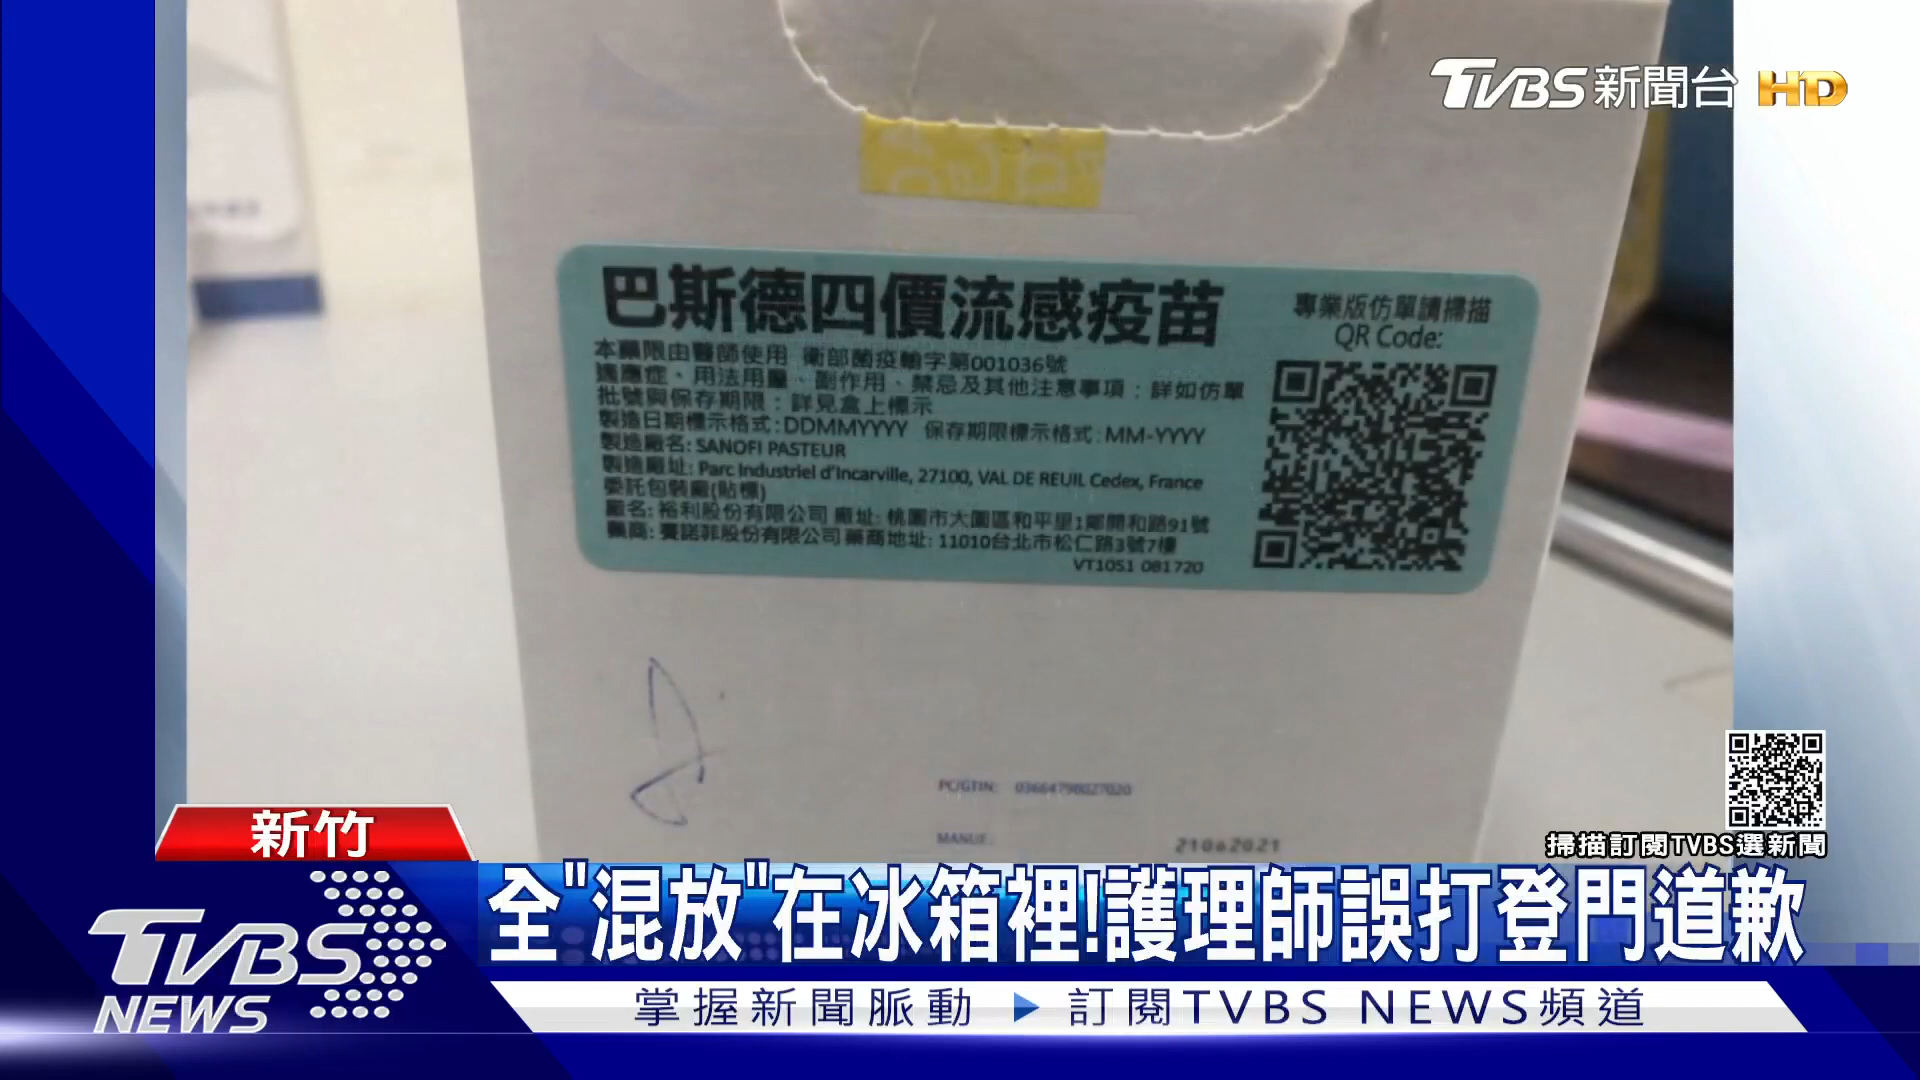 TVBS新聞台 HD
巴斯德四價流感疫苗
專業版仿單請掃描
QR Code:
本藥限由醫師使用 衛部菌疫輸字第001036號
適應症、用法用量、副作用、禁忌及其他注意事項：詳如仿單
批號與保存期限：詳見盒上標示
製造日期標示格式:DDMMYYYY 保存期限標示格式:MM-YYYY
製造廠名: SANOFI PASTEUR
製造廠址: Parc Industriel d'Incarville, 27100, VAL DE REUIL Cedex, France
委託包裝廠(貼標)
廠名: 裕利股份有限公司 廠址: 桃園市大園區和平里1鄰開和路91號
藥商: 賽諾菲股份有限公司 藥商地址: 11010台北市松仁路3號7樓
VT10S1 081720
PC/GTIN: 03664798027020
MANUF.: 21062021
掃描訂閱TVBS選新聞
新竹
全"混放"在冰箱裡!護理師誤打登門道歉
TVBS NEWS
掌握新聞脈動 ▶ 訂閱TVBS NEWS頻道